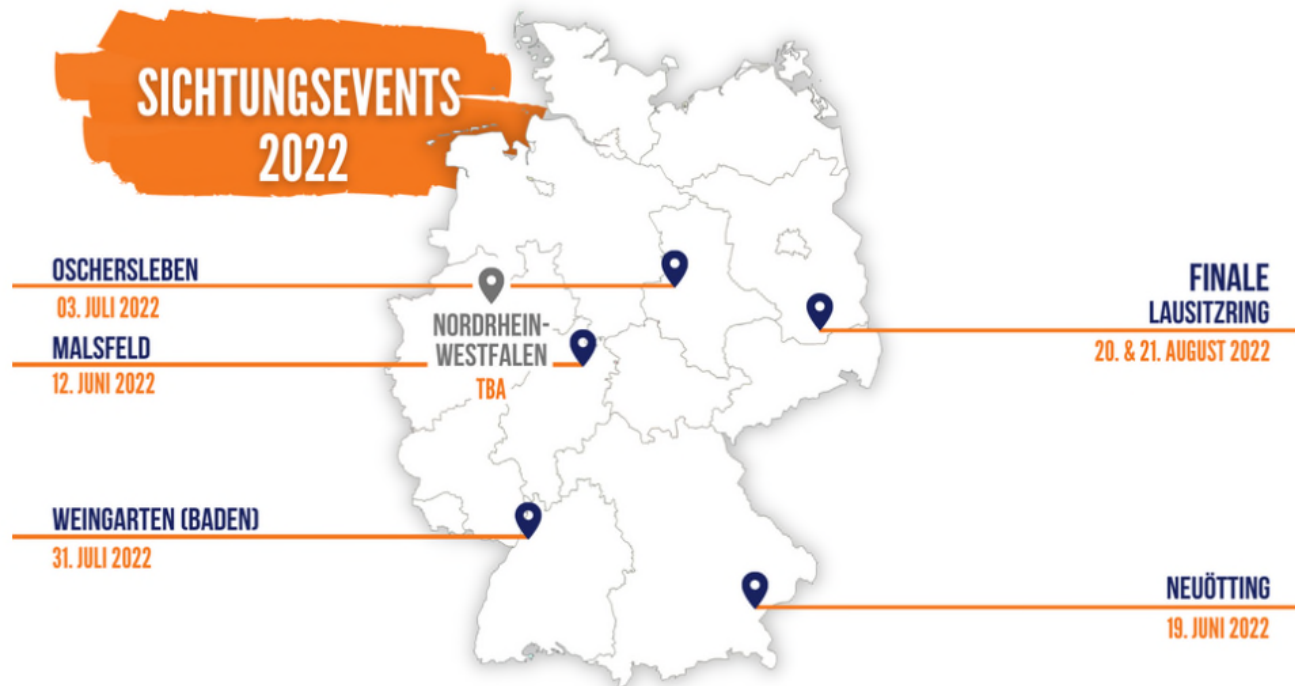 SICHTUNGSEVENTS
2022
OSCHERSLEBEN
03. JULI 2022
MALSFELD
12. JUNI 2022
NORDRHEIN-
WESTFALEN
TBA
WEINGARTEN (BADEN)
31. JULI 2022
FINALE
LAUSITZRING
20. & 21. AUGUST 2022
NEUÖTTING
19. JUNI 2022